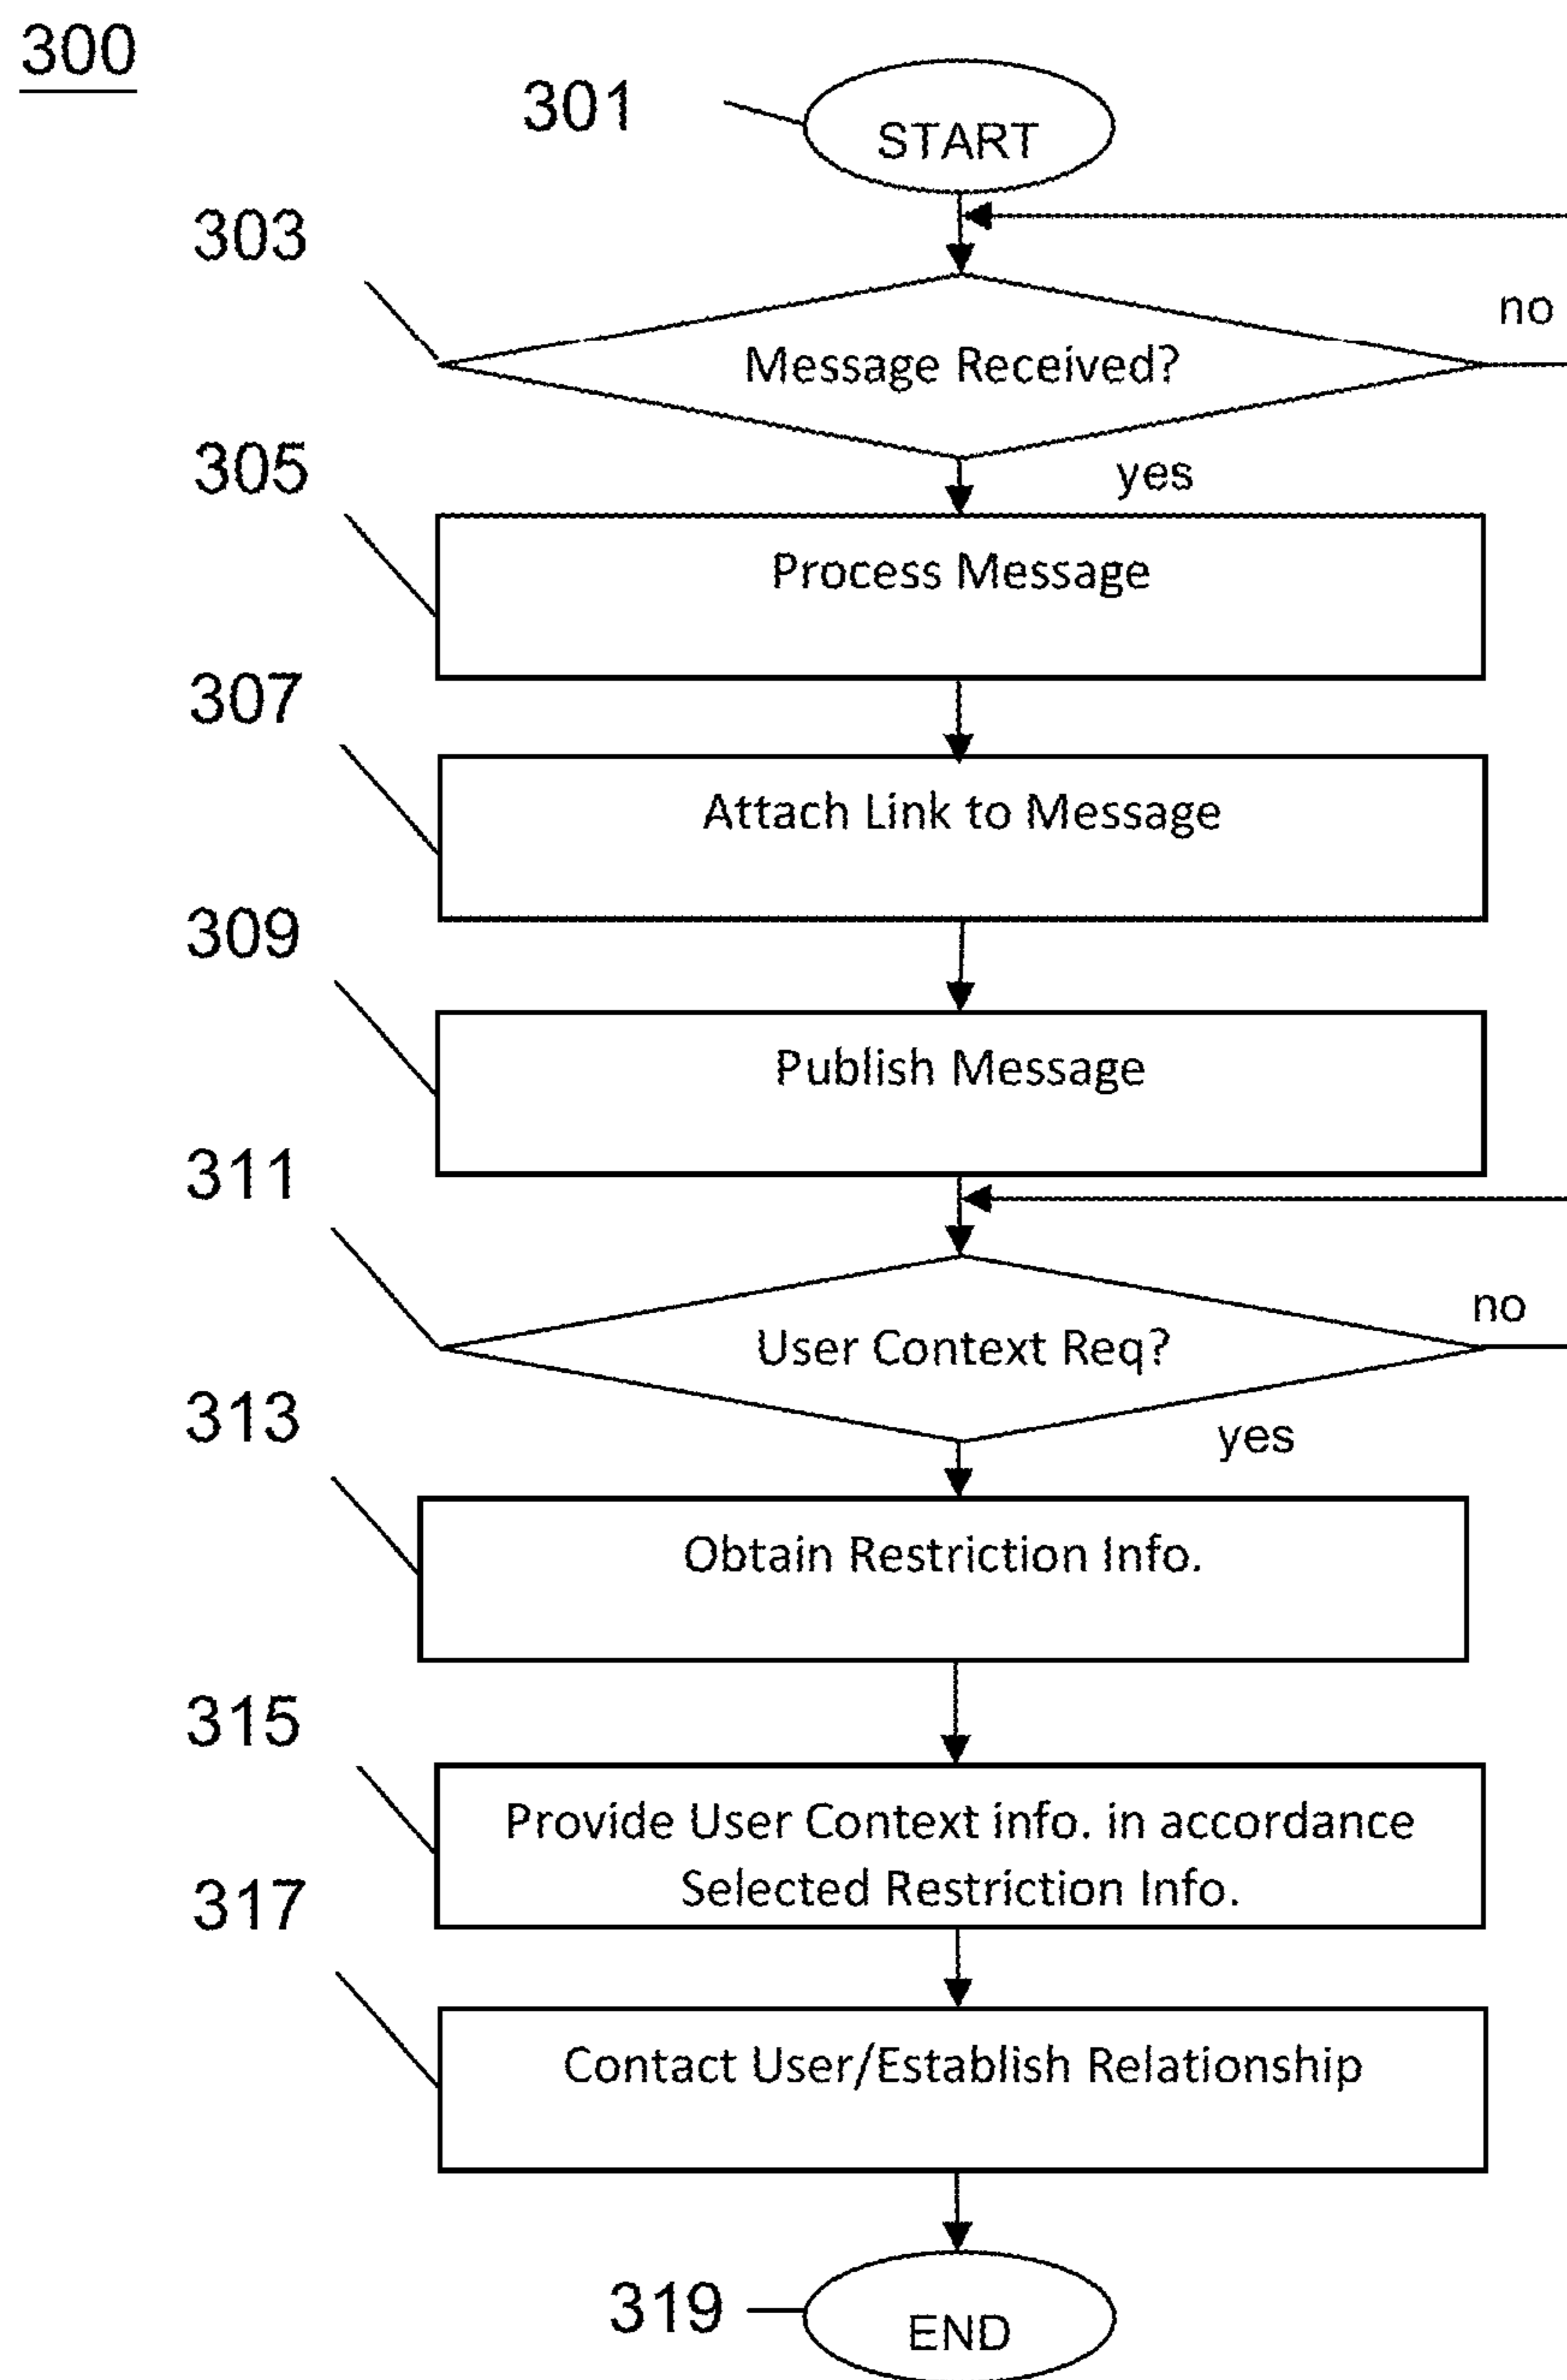 300
301
START
303
no
Message Received?
305
yes
Process Message
307
Attach Link to Message
309
Publish Message
311
no
User Context Req?
313
yes
Obtain Restriction Info.
315
Provide User Context info. in accordance
Selected Restriction Info.
317
Contact User/Establish Relationship
319
END